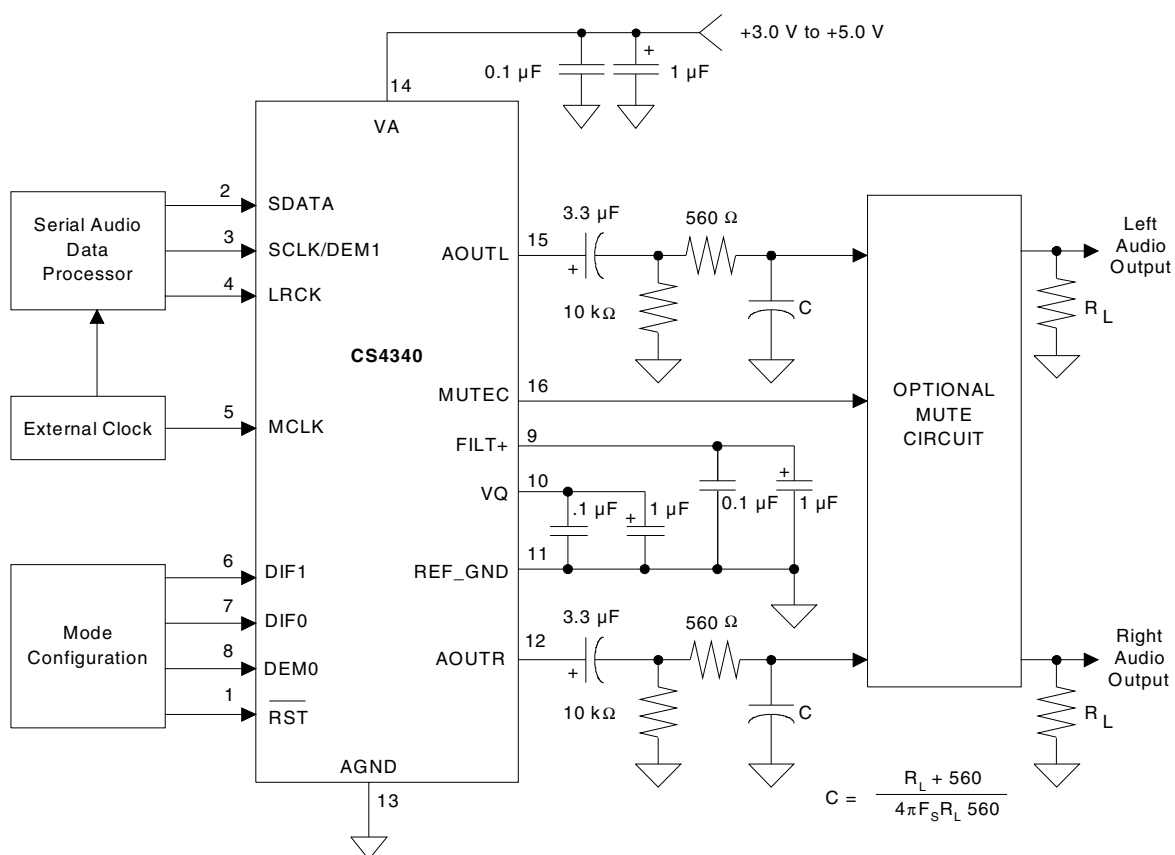 +3.0 V to +5.0 V
0.1 µF
+
1 µF
14
VA
Serial Audio
Data
Processor
2
SDATA
3
SCLK/DEM1
4
LRCK
External Clock
5
MCLK
CS4340
AOUTL
15
3.3 µF
+
560 Ω
10 kΩ
C
OPTIONAL
MUTE
CIRCUIT
Left
Audio
Output
R L
MUTEC
16
FILT+
9
VQ
10
.1 µF
+
1 µF
0.1 µF
+
1 µF
REF_GND
11
Mode
Configuration
6
DIF1
7
DIF0
8
DEM0
1
RST
AOUTR
12
3.3 µF
+
560 Ω
10 kΩ
C
Right
Audio
Output
R L
AGND
13
C = R L + 560
4πF S R L 560